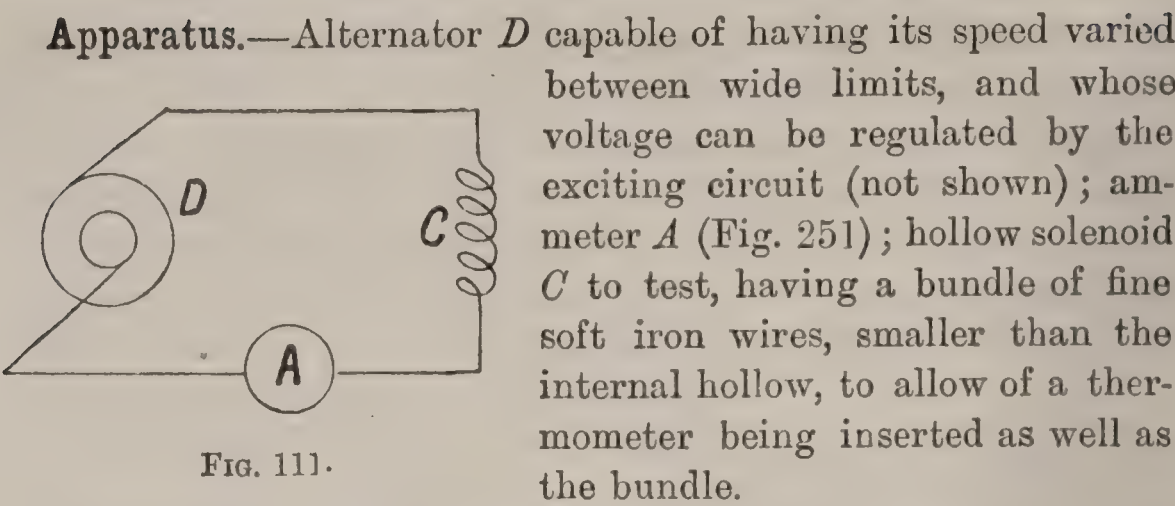 Apparatus.—Alternator D capable of having its speed varied
between wide limits, and whose
voltage can be regulated by the
exciting circuit (not shown); am-
meter A (Fig. 251); hollow solenoid
C to test, having a bundle of fine
soft iron wires, smaller than the
internal hollow, to allow of a ther-
mometer being inserted as well as
the bundle.
D
C
A
FIG. 111.